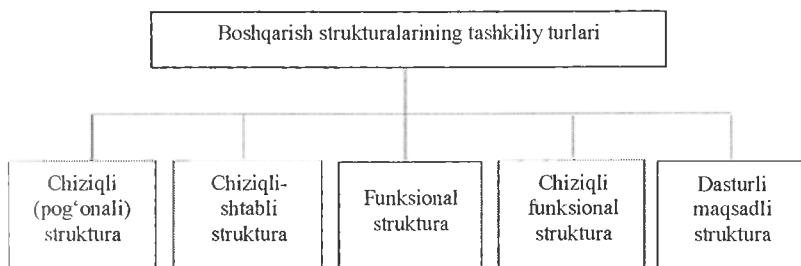 Boshqarish strukturalarining tashkiliy turlari
Chiziqli
(pog‘onali)
struktura
Chiziqli-
shtabli
struktura
Funksional
struktura
Chiziqli
funksional
struktura
Dasturli
maqsadli
struktura